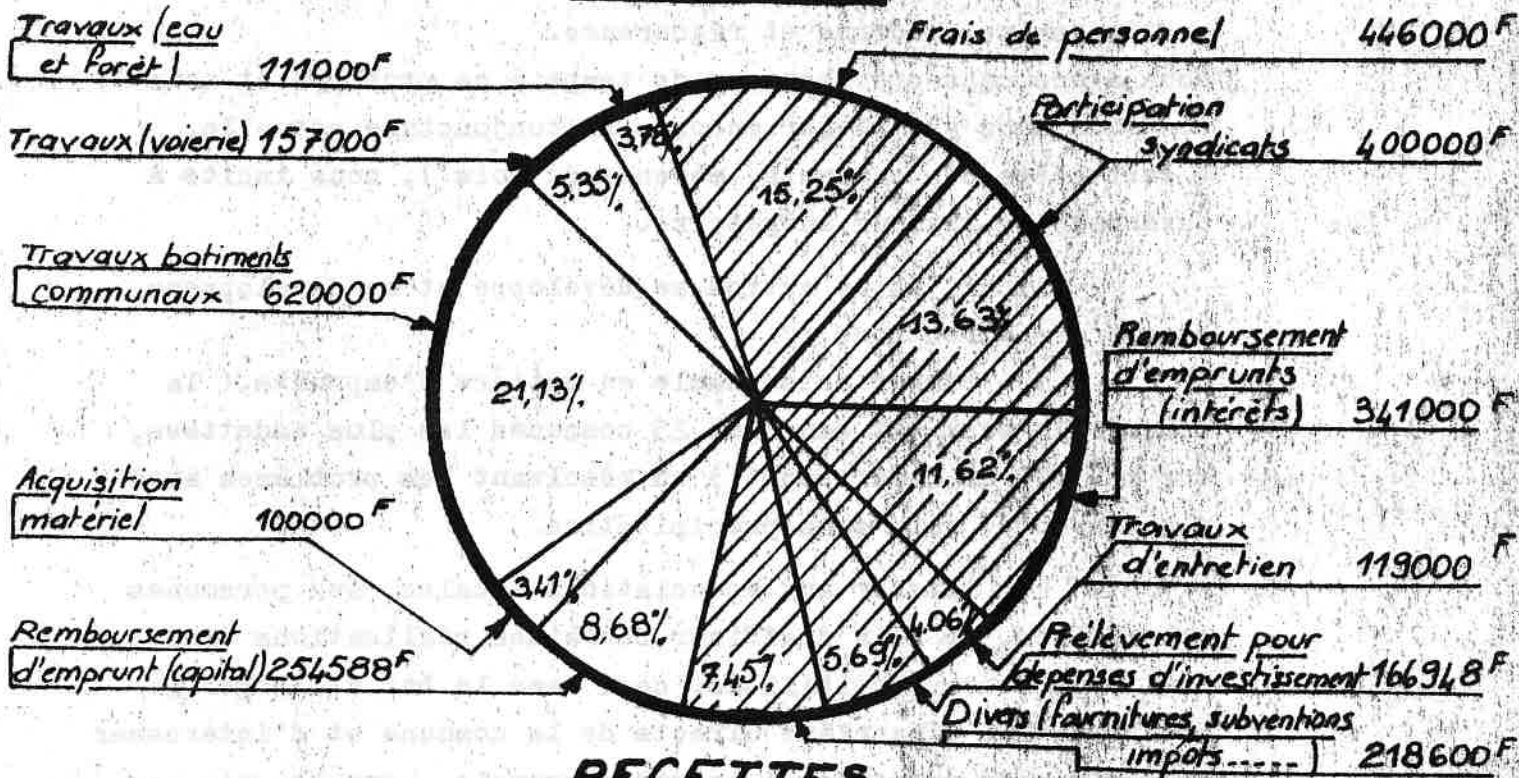 Travaux (eau
et forêt) 111000F
Travaux (voierie) 157000F
Travaux batiments
communaux 620000F
Acquisition
matériel 100000F
Remboursement
d'emprunt (capital) 254588F
3,78%
5,35%
21,13%
3,41%
8,68%
7,45%
5,69%
4,06%
11,62%
13,63%
15,25%
Frais de personnel 446000F
Participation
syndicats 400000F
Remboursement
d'emprunts
(intérêts) 341000F
Travaux
d'entretien 119000F
Prélèvement pour
depenses d'investissement 166948F
Divers (fournitures, subventions
impôts.....) 218600F
RECETTES